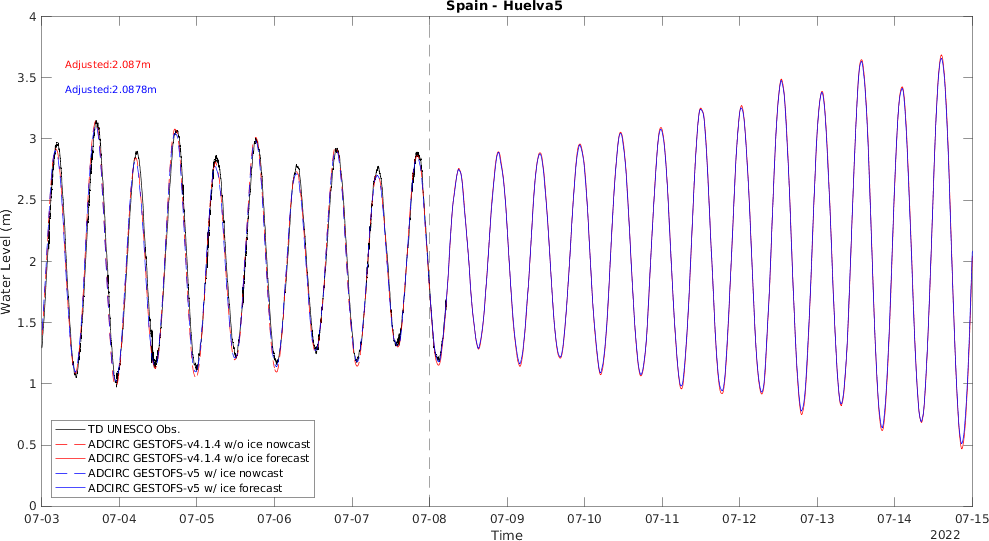 Spain - Huelva5
4
3.5
3
2.5
2
1.5
1
0.5
0
Water Level (m)
Adjusted:2.087m
Adjusted:2.0878m
TD UNESCO Obs.
ADCIRC GESTOFS-v4.1.4 w/o ice nowcast
ADCIRC GESTOFS-v4.1.4 w/o ice forecast
ADCIRC GESTOFS-v5 w/ ice nowcast
ADCIRC GESTOFS-v5 w/ ice forecast
07-03 07-04 07-05 07-06 07-07 07-08 07-09 07-10 07-11 07-12 07-13 07-14 07-15
Time
2022